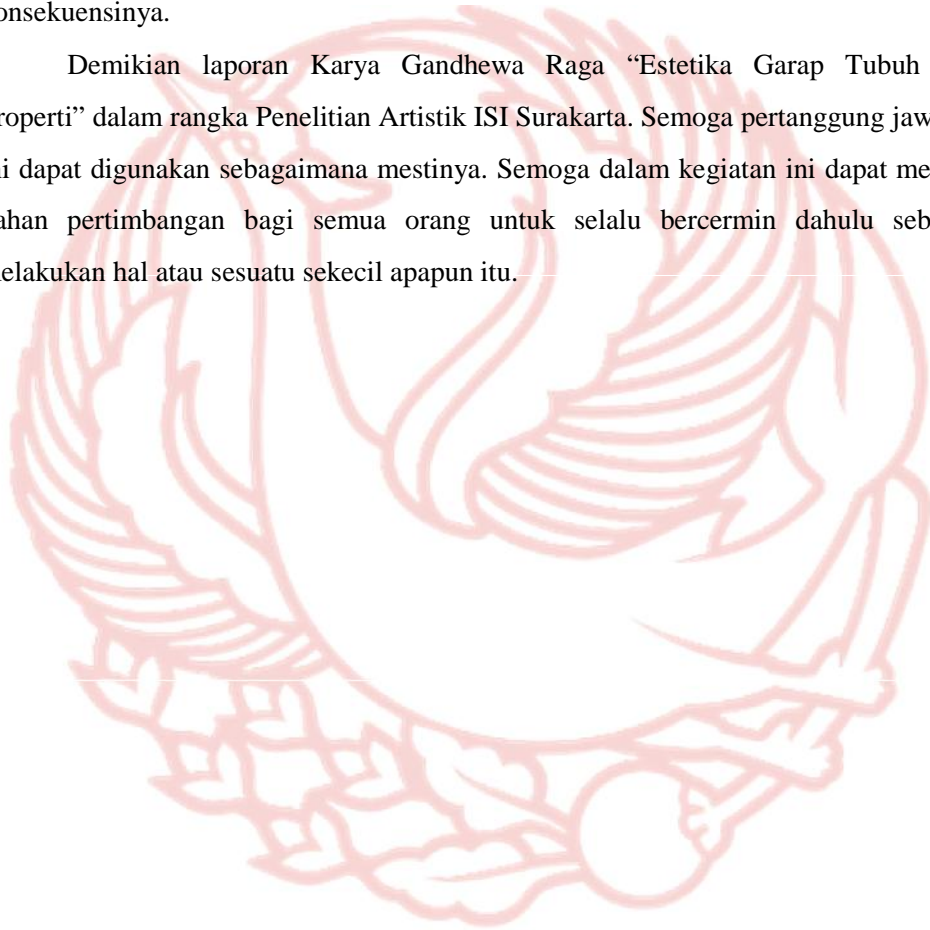 onsekuensinya.
Demikian laporan Karya Gandhewa Raga “Estetika Garap Tubuh
roperti” dalam rangka Penelitian Artistik ISI Surakarta. Semoga pertanggung jaw
ni dapat digunakan sebagaimana mestinya. Semoga dalam kegiatan ini dapat me
ahan pertimbangan bagi semua orang untuk selalu bercermin dahulu seb
elakukan hal atau sesuatu sekecil apapun itu.